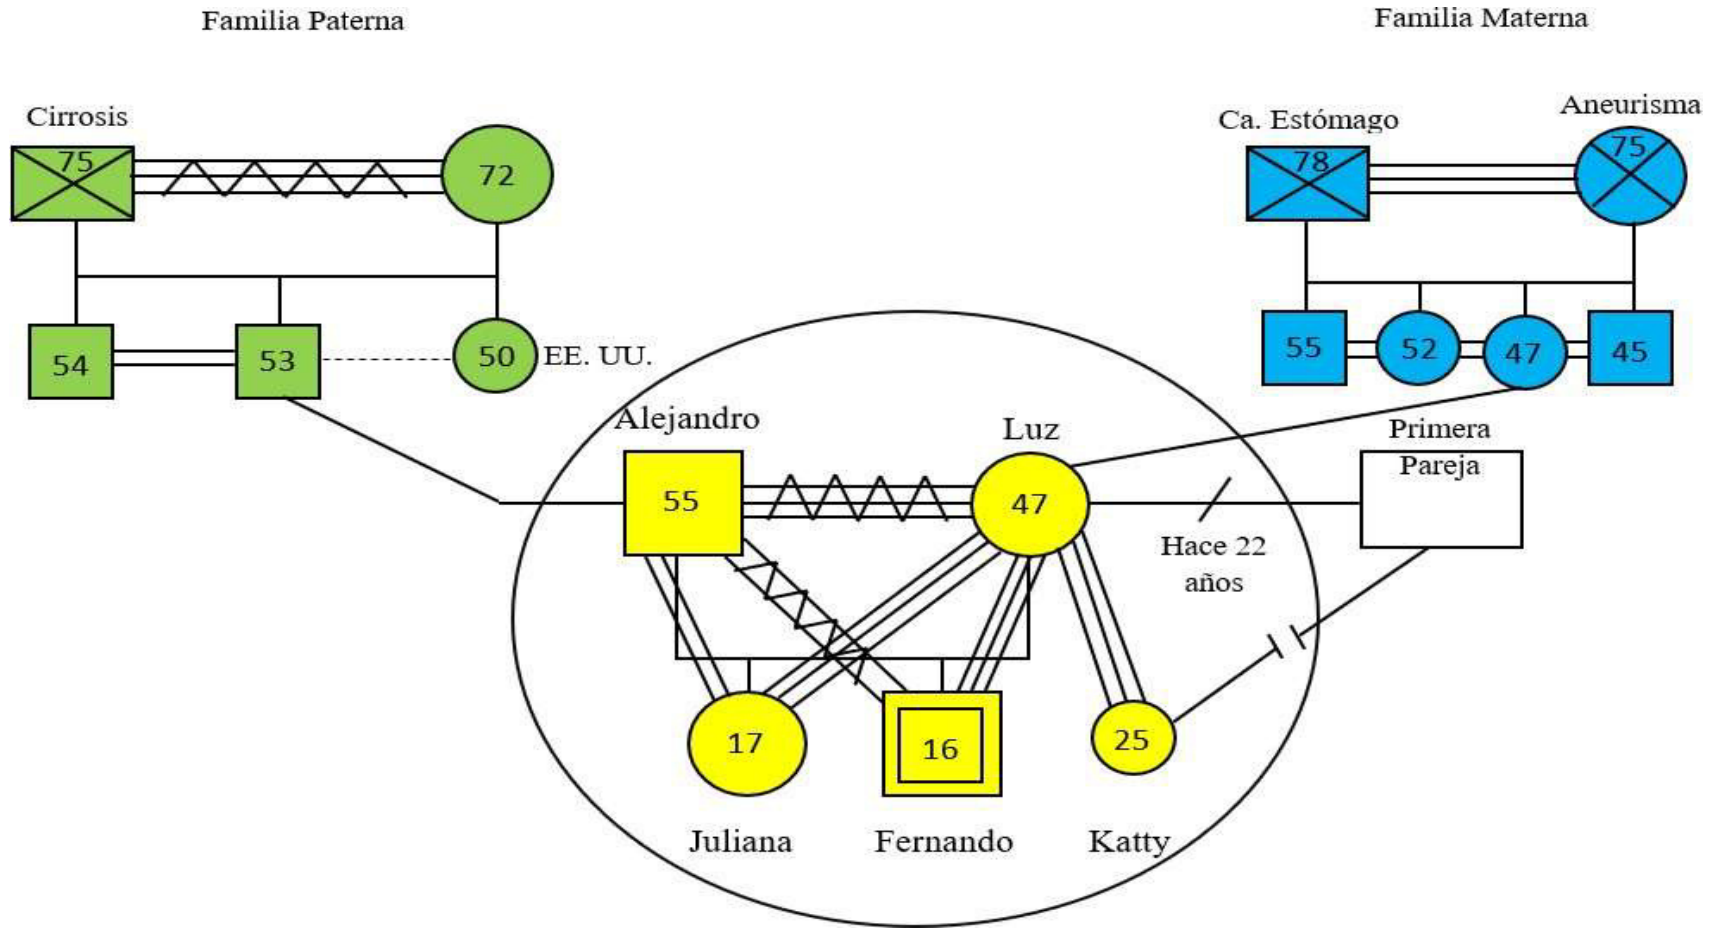 Familia Paterna
Familia Materna
Cirrosis
Ca. Estómago
Aneurisma
75
72
78
75
54
53
50
EE. UU.
55
52
47
45
Alejandro
Luz
Primera
Pareja
55
47
Hace 22
años
17
16
25
Juliana
Fernando
Katty